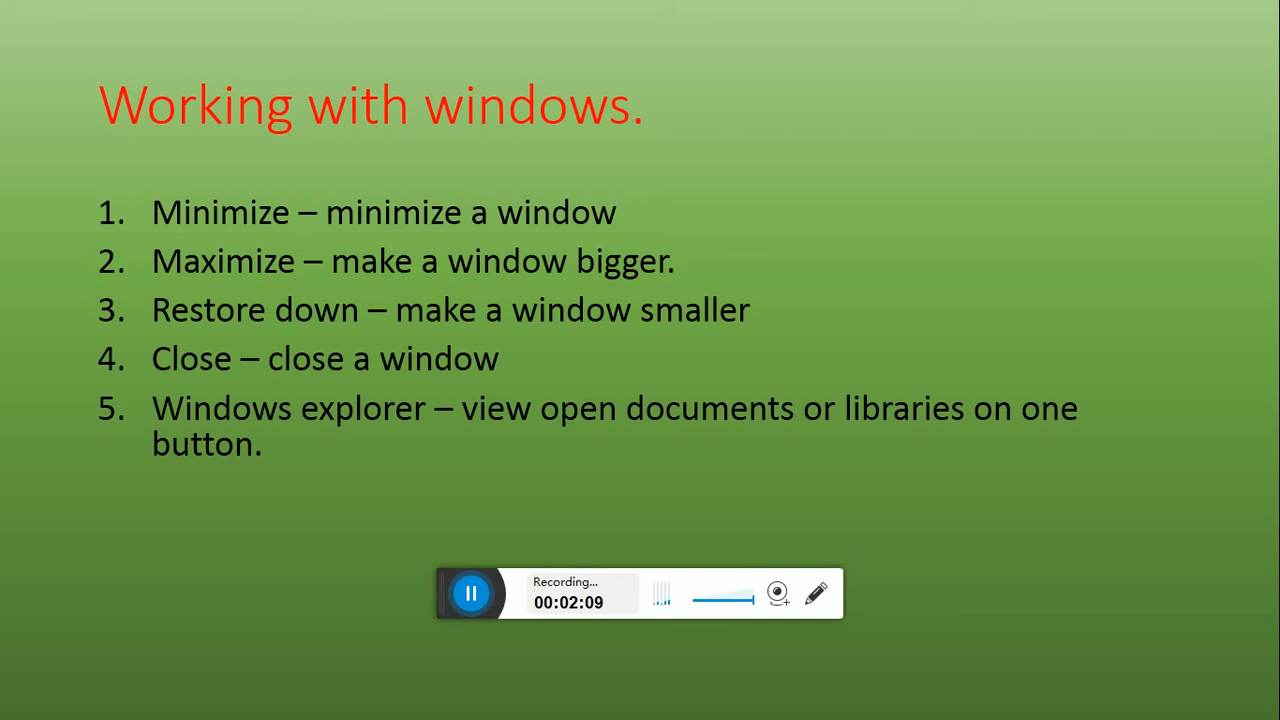 Working with windows.
1. Minimize – minimize a window
2. Maximize – make a window bigger.
3. Restore down – make a window smaller
4. Close – close a window
5. Windows explorer – view open documents or libraries on one
button.
Recording...
00:02:09